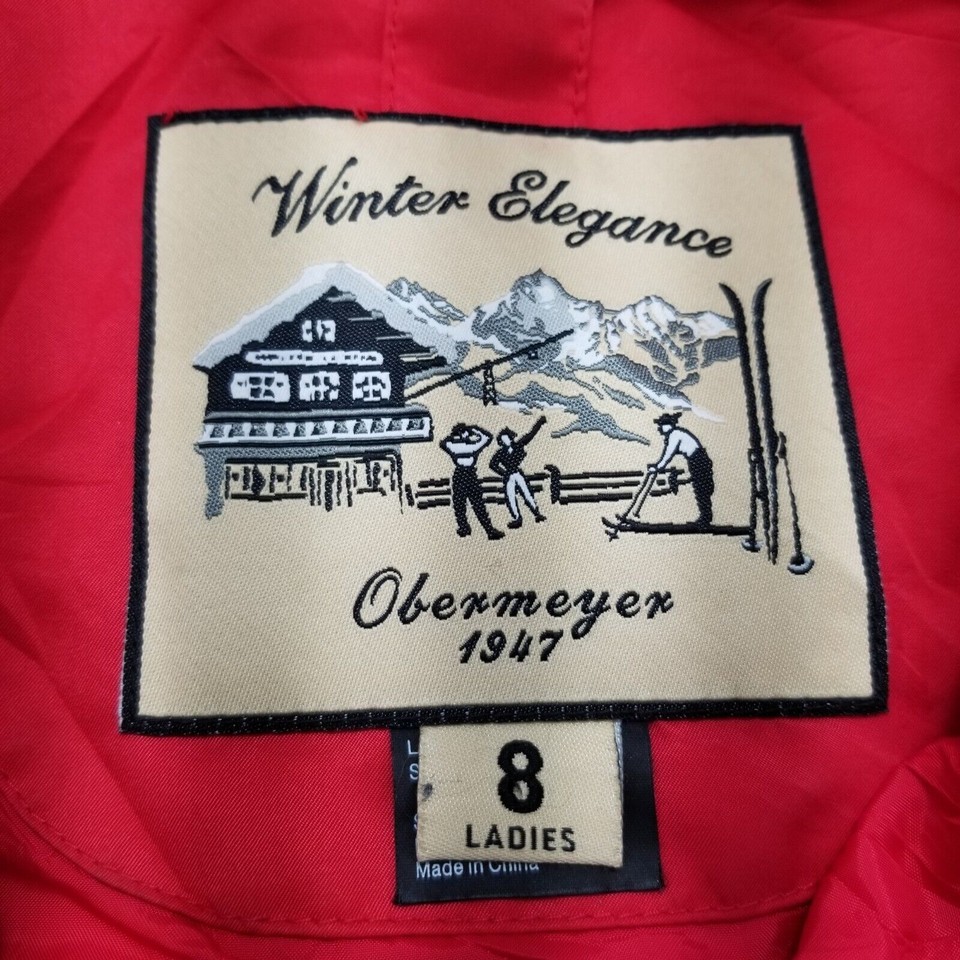 Winter Elegance
Obermeyer
1947
L
S
8
S
LADIES
Made in China